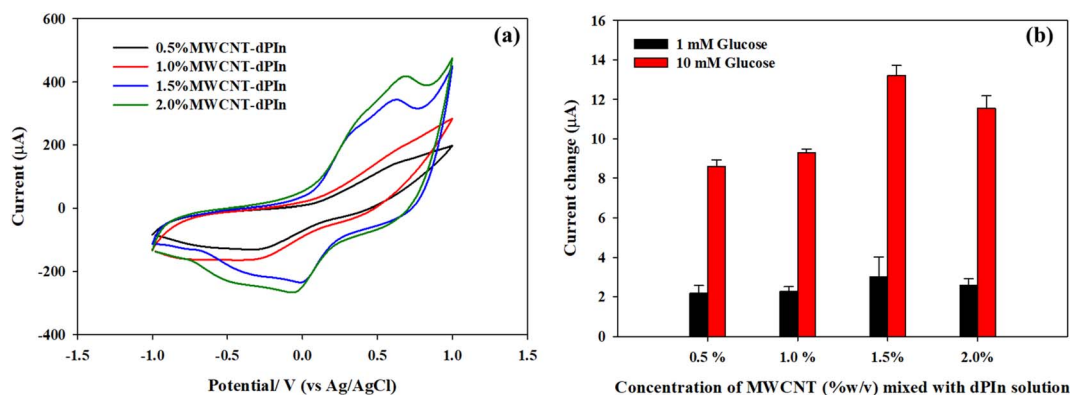 (a)
0.5%MWCNT-dPIn
1.0%MWCNT-dPIn
1.5%MWCNT-dPIn
2.0%MWCNT-dPIn
Current (μA)
600
400
200
0
-200
-400
-1.5
-1.0
-0.5
0.0
0.5
1.0
1.5
Potential/ V (vs Ag/AgCl)
(b)
1 mM Glucose
10 mM Glucose
Current change (μA)
16
14
12
10
8
6
4
2
0
0.5 %
1.0 %
1.5%
2.0%
Concentration of MWCNT (%w/v) mixed with dPIn solution